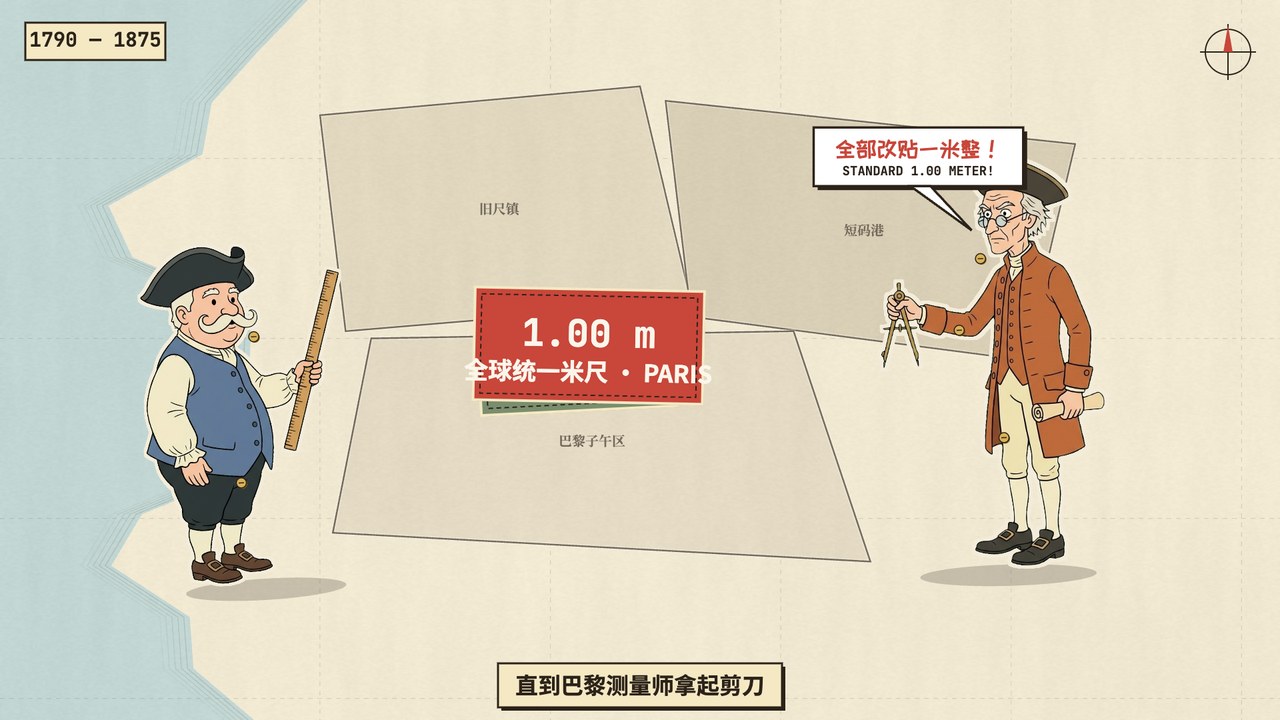 1790 — 1875
全部改贴一米整！
STANDARD 1.00 METER!
旧尺镇
短码港
1.00 m
全球统一米尺 · PARIS
巴黎子午区
直到巴黎测量师拿起剪刀